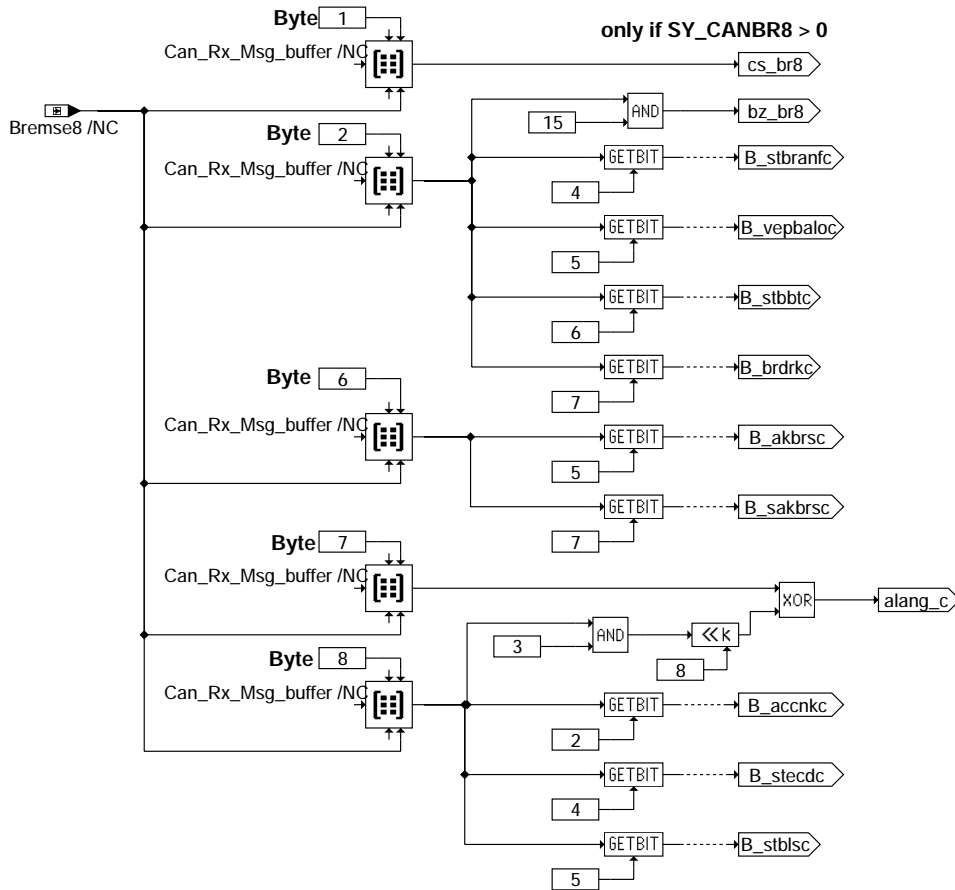 Byte 1
only if SY_CANBR8 > 0
Can_Rx_Msg_buffer /NC
cs_br8
Bremse8 /NC
AND
bz_br8
15
Byte 2
Can_Rx_Msg_buffer /NC
GETBIT
B_stbranfc
4
GETBIT
B_vepbaloc
5
GETBIT
B_stbbtc
6
GETBIT
B_brdrkc
7
Byte 6
Can_Rx_Msg_buffer /NC
GETBIT
B_akbrsc
5
GETBIT
B_sakbrsc
7
Byte 7
Can_Rx_Msg_buffer /NC
XOR
alang_c
AND
<<k
3
8
Byte 8
Can_Rx_Msg_buffer /NC
GETBIT
B_accnkc
2
GETBIT
B_stecdc
4
GETBIT
B_stblsc
5